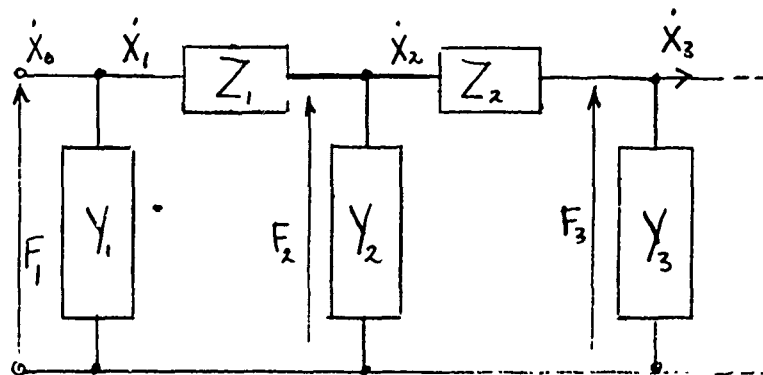 Ẋ₀ Ẋ₁ Z₁ Ẋ₂ Z₂ Ẋ₃
F₁ Y₁ F₂ Y₂ F₃ Y₃